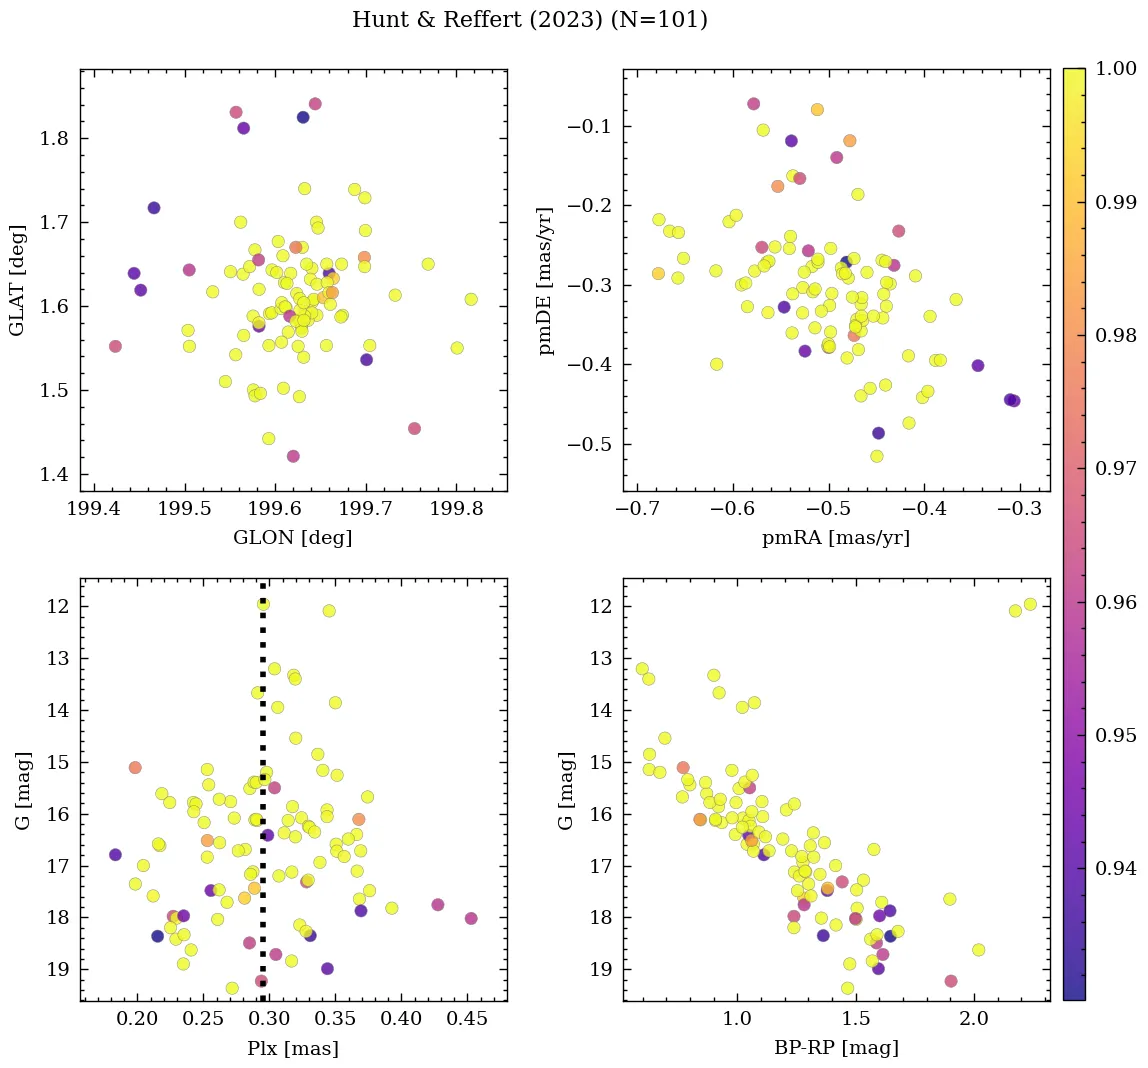 Hunt & Reffert (2023) (N=101)
1.8
1.7
1.6
1.5
1.4
GLAT [deg]
199.4 199.5 199.6 199.7 199.8
GLON [deg]
−0.1
−0.2
−0.3
−0.4
−0.5
pmDE [mas/yr]
−0.7 −0.6 −0.5 −0.4 −0.3
pmRA [mas/yr]
12
13
14
15
16
17
18
19
G [mag]
0.20 0.25 0.30 0.35 0.40 0.45
Plx [mas]
12
13
14
15
16
17
18
19
G [mag]
1.0 1.5 2.0
BP-RP [mag]
1.00
0.99
0.98
0.97
0.96
0.95
0.94